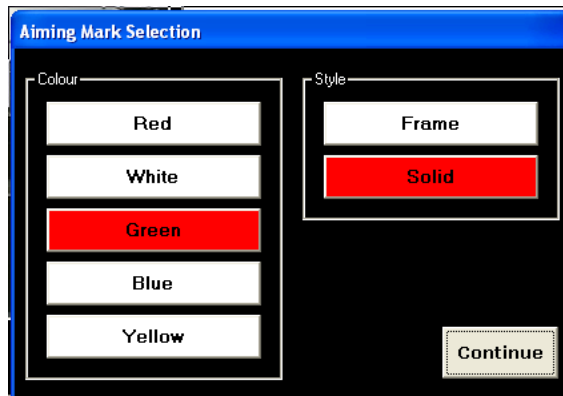 Aiming Mark Selection
Colour
Red
White
Green
Blue
Yellow
Style
Frame
Solid
Continue